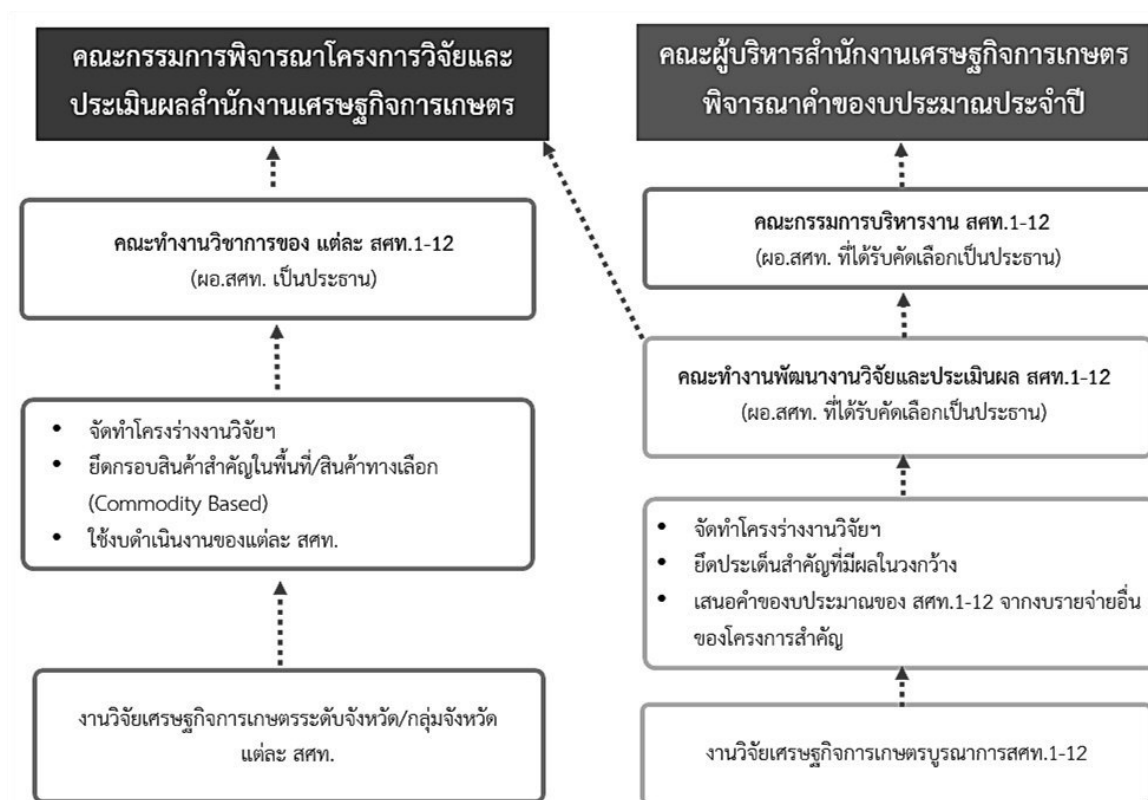 คณะกรรมการพิจารณาโครงการวิจัยและ
ประเมินผลสำนักงานเศรษฐกิจการเกษตร
คณะทำงานวิชาการของ แต่ละ สศท.1-12
(ผอ.สศท. เป็นประธาน)
• จัดทำโครงร่างงานวิจัยฯ
• ยึดกรอบสินค้าสำคัญในพื้นที่/สินค้าทางเลือก
(Commodity Based)
• ใช้งบดำเนินงานของแต่ละ สศท.
งานวิจัยเศรษฐกิจการเกษตรระดับจังหวัด/กลุ่มจังหวัด
แต่ละ สศท.
คณะผู้บริหารสำนักงานเศรษฐกิจการเกษตร
พิจารณาคำของบประมาณประจำปี
คณะกรรมการบริหารงาน สศท.1-12
(ผอ.สศท. ที่ได้รับคัดเลือกเป็นประธาน)
คณะทำงานพัฒนางานวิจัยและประเมินผล สศท.1-12
(ผอ.สศท. ที่ได้รับคัดเลือกเป็นประธาน)
• จัดทำโครงร่างงานวิจัยฯ
• ยึดประเด็นสำคัญที่มีผลในวงกว้าง
• เสนอคำของบประมาณของ สศท.1-12 จากงบรายจ่ายอื่น
ของโครงการสำคัญ
งานวิจัยเศรษฐกิจการเกษตรบูรณาการสศท.1-12